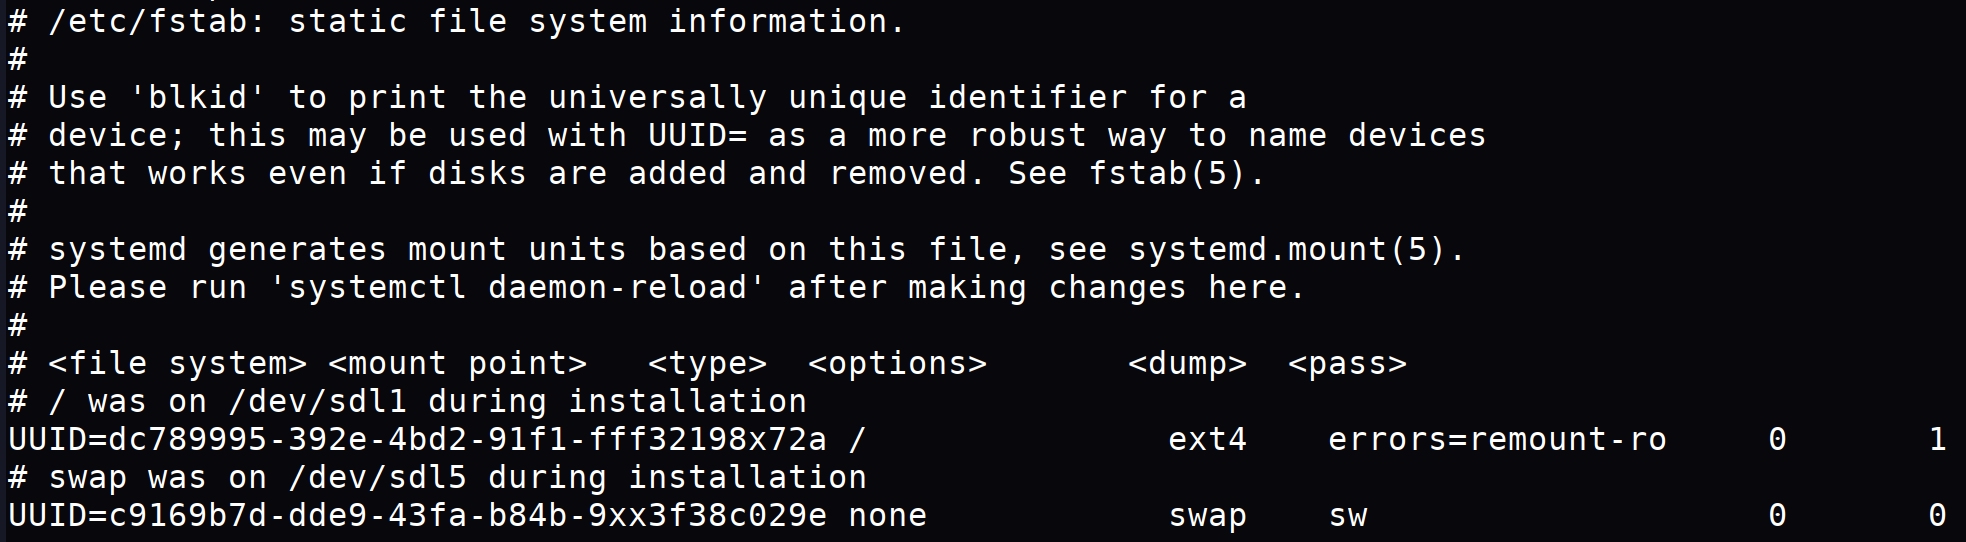 # /etc/fstab: static file system information.
#
# Use 'blkid' to print the universally unique identifier for a
# device; this may be used with UUID= as a more robust way to name devices
# that works even if disks are added and removed. See fstab(5).
#
# systemd generates mount units based on this file, see systemd.mount(5).
# Please run 'systemctl daemon-reload' after making changes here.
#
# <file system> <mount point>   <type>  <options>       <dump>  <pass>
# / was on /dev/sdl1 during installation
UUID=dc789995-392e-4bd2-91f1-fff32198x72a /               ext4    errors=remount-ro     0       1
# swap was on /dev/sdl5 during installation
UUID=c9169b7d-dde9-43fa-b84b-9xx3f38c029e none            swap    sw                    0       0